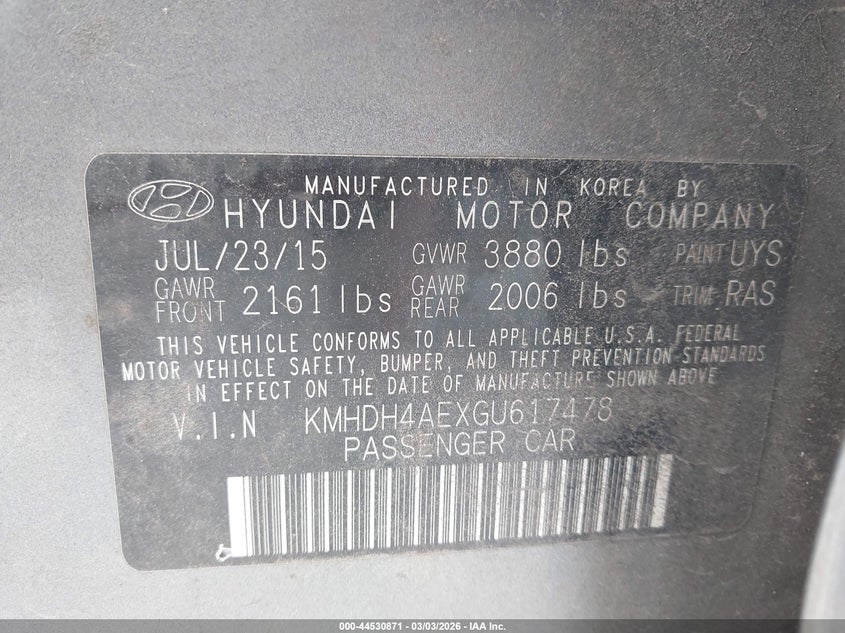 MANUFACTURED IN KOREA BY
HYUNDAI MOTOR COMPANY
JUL/23/15 GVWR 3880 lbs PAINT UYS
GAWR FRONT 2161 lbs GAWR REAR 2006 lbs TRIM RAS
THIS VEHICLE CONFORMS TO ALL APPLICABLE U.S.A. FEDERAL
MOTOR VEHICLE SAFETY, BUMPER, AND THEFT PREVENTION STANDARDS
IN EFFECT ON THE DATE OF MANUFACTURE SHOWN ABOVE
V.I.N KMHDH4AEXGU617478
PASSENGER CAR
000-44530871 | 03/03/2026 – IAA Inc.